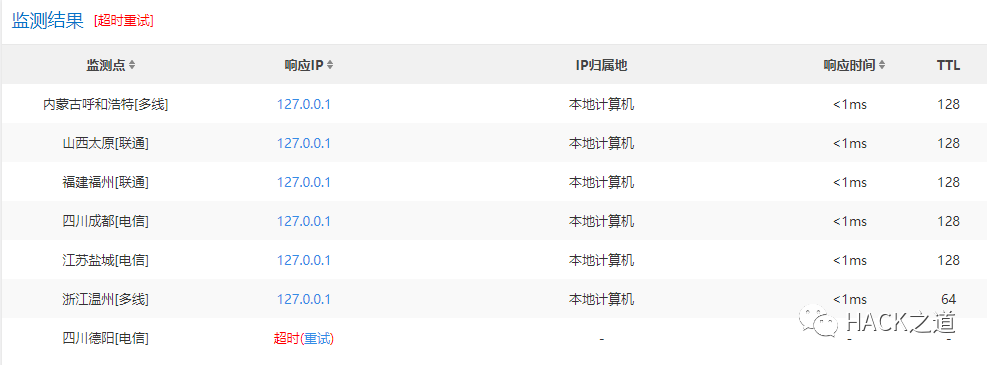 监测结果 [超时重试]
监测点 响应IP IP归属地 响应时间 TTL
内蒙古呼和浩特[多线] 127.0.0.1 本地计算机 <1ms 128
山西太原[联通] 127.0.0.1 本地计算机 <1ms 128
福建福州[联通] 127.0.0.1 本地计算机 <1ms 128
四川成都[电信] 127.0.0.1 本地计算机 <1ms 128
江苏盐城[电信] 127.0.0.1 本地计算机 <1ms 128
浙江温州[多线] 127.0.0.1 本地计算机 <1ms 64
HACK之道
四川德阳[电信] 超时(重试) - - -